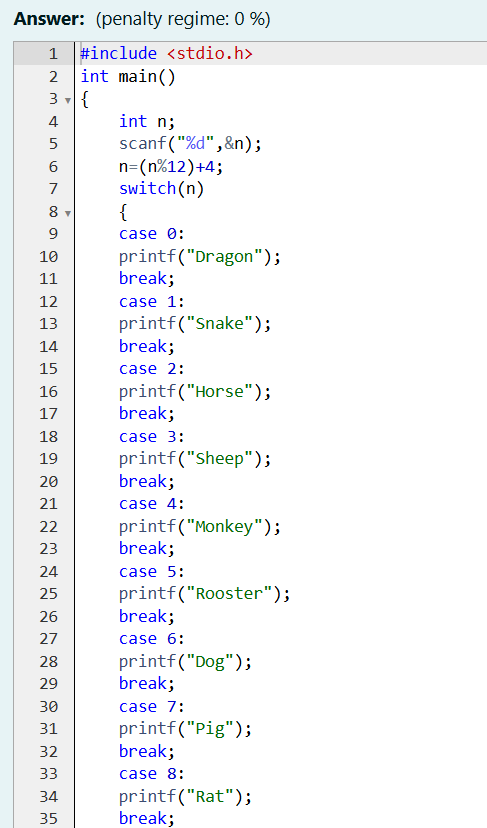 Answer: (penalty regime: 0 %)
1 #include <stdio.h>
2 int main()
3 {
4     int n;
5     scanf("%d",&n);
6     n=(n%12)+4;
7     switch(n)
8     {
9     case 0:
10     printf("Dragon");
11     break;
12     case 1:
13     printf("Snake");
14     break;
15     case 2:
16     printf("Horse");
17     break;
18     case 3:
19     printf("Sheep");
20     break;
21     case 4:
22     printf("Monkey");
23     break;
24     case 5:
25     printf("Rooster");
26     break;
27     case 6:
28     printf("Dog");
29     break;
30     case 7:
31     printf("Pig");
32     break;
33     case 8:
34     printf("Rat");
35     break;